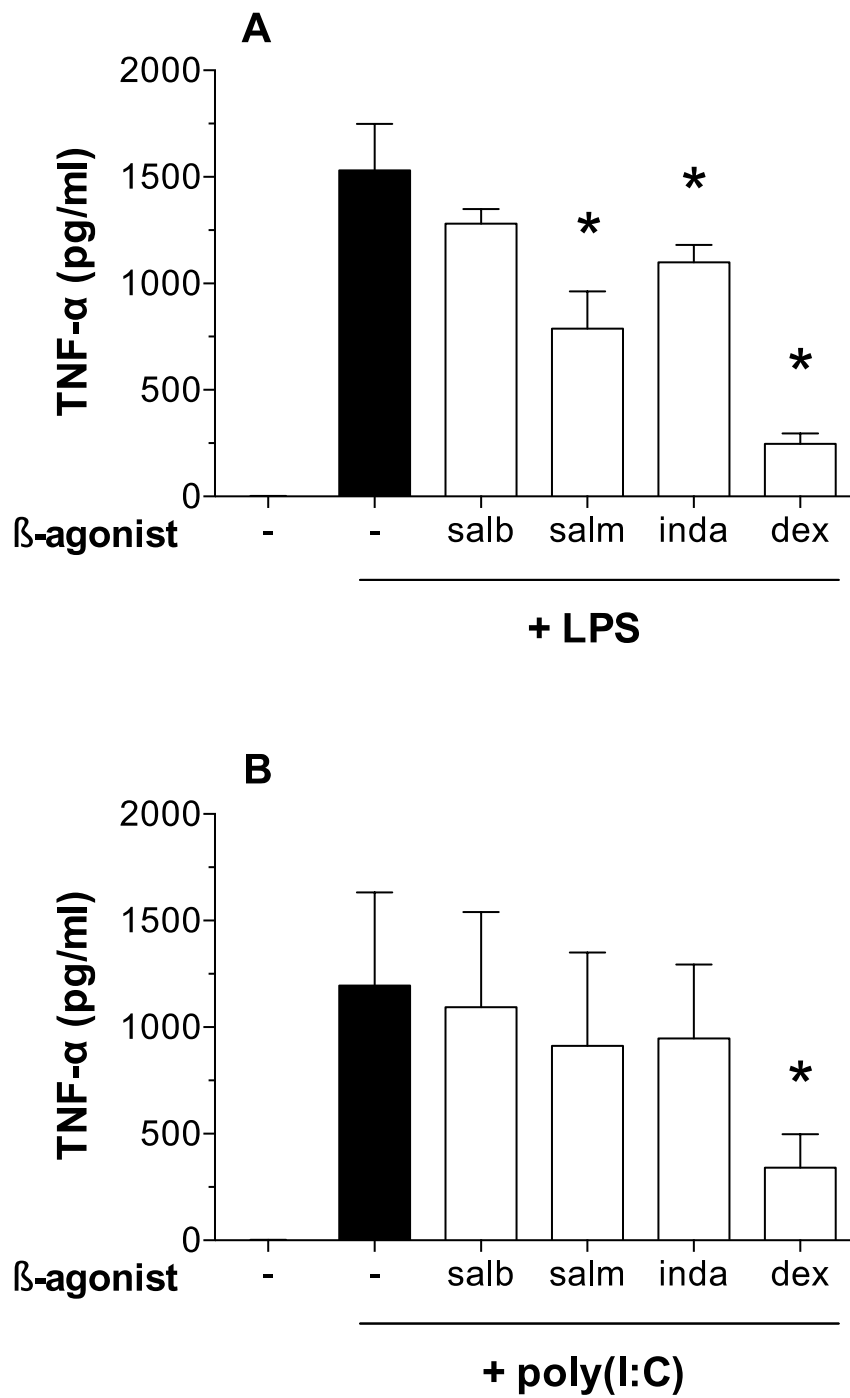 A
2000
1500
1000
500
0
TNF-α (pg/ml)
ß-agonist - - salb salm inda dex
+ LPS
* * *
B
2000
1500
1000
500
0
TNF-α (pg/ml)
*
ß-agonist - - salb salm inda dex
+ poly(I:C)